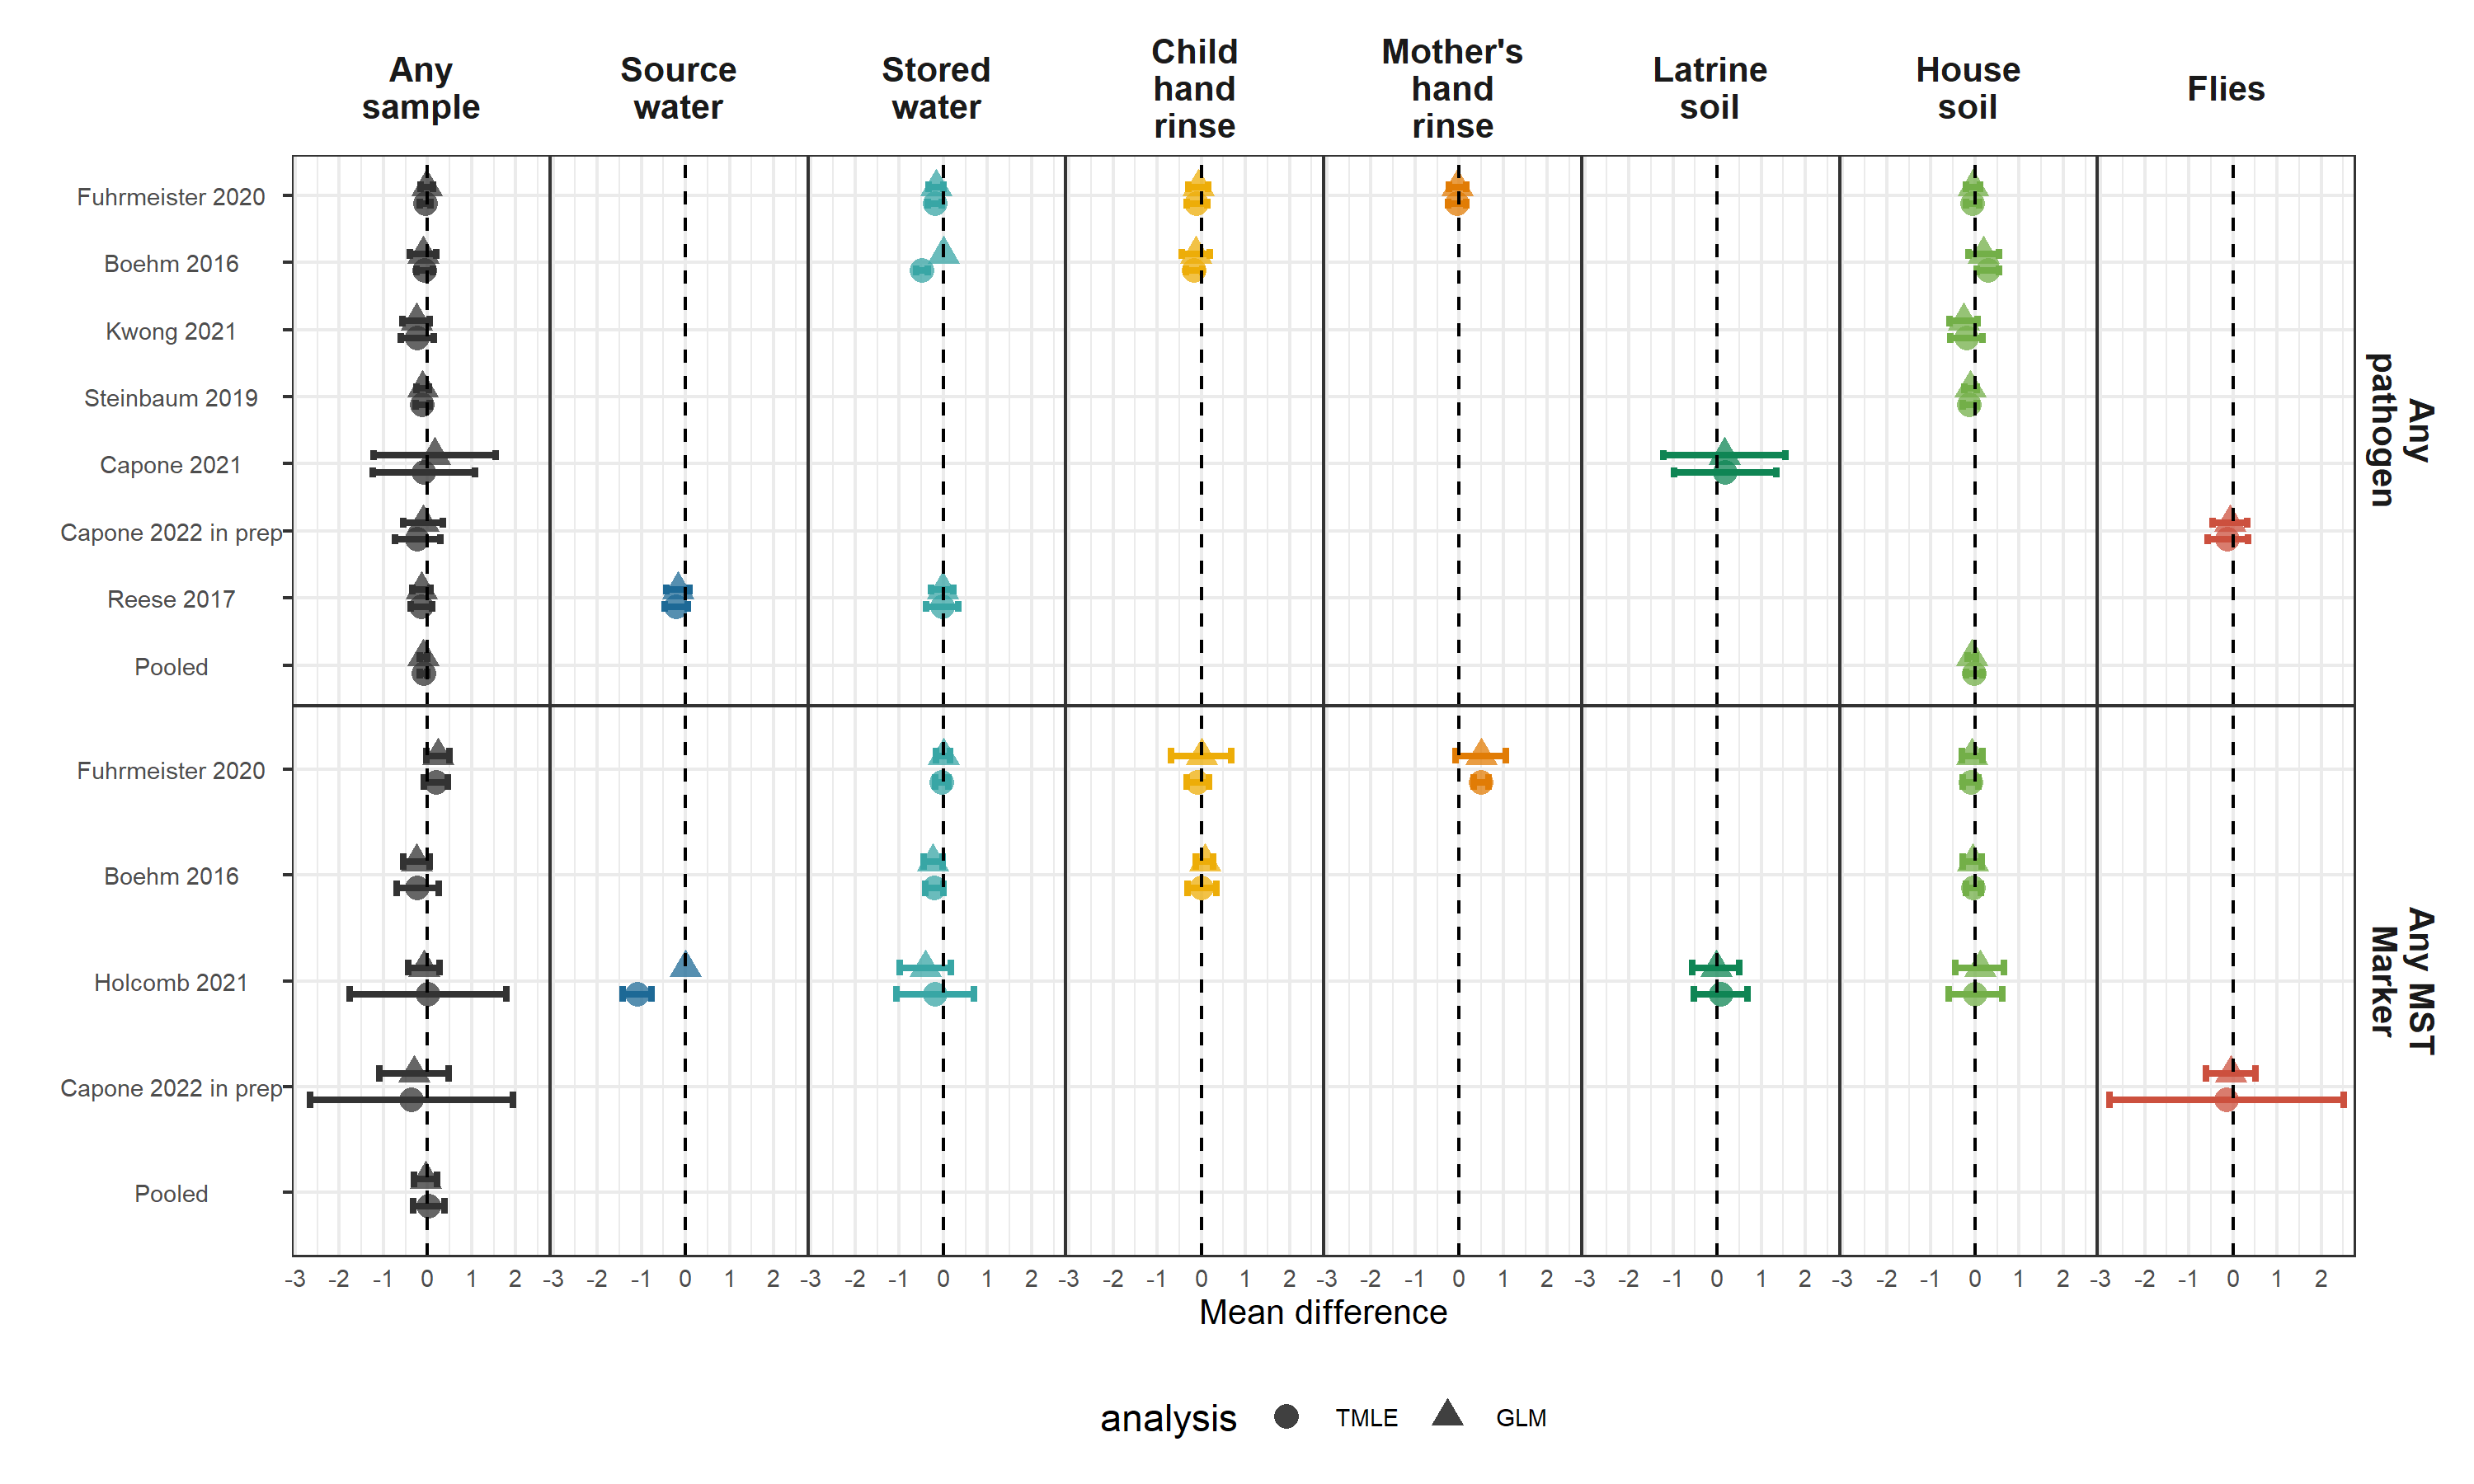 Any
sample
Source
water
Stored
water
Child
hand
rinse
Mother's
hand
rinse
Latrine
soil
House
soil
Flies
Fuhrmeister 2020
Boehm 2016
Kwong 2021
Steinbaum 2019
Capone 2021
Capone 2022 in prep
Reese 2017
Pooled
Any
pathogen
Fuhrmeister 2020
Boehm 2016
Holcomb 2021
Capone 2022 in prep
Pooled
Any MST
Marker
-3 -2 -1 0 1 2 -3 -2 -1 0 1 2 -3 -2 -1 0 1 2 -3 -2 -1 0 1 2 -3 -2 -1 0 1 2 -3 -2 -1 0 1 2 -3 -2 -1 0 1 2 -3 -2 -1 0 1 2
Mean difference
analysis TMLE GLM